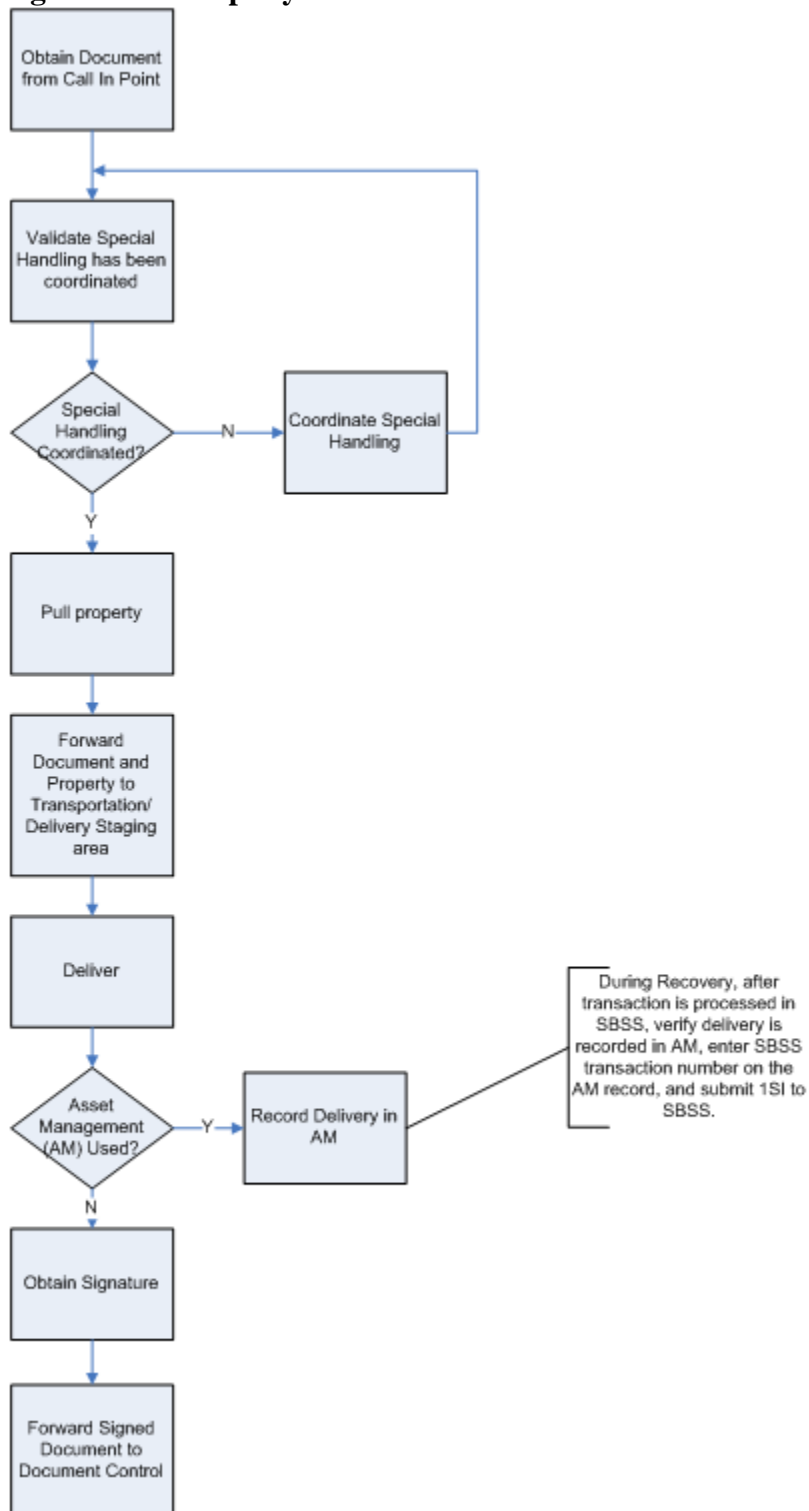 Obtain Document
from Call In Point
Validate Special
Handling has been
coordinated
Special
Handling
Coordinated?
N
Coordinate Special
Handling
Y
Pull property
Forward
Document and
Property to
Transportation/
Delivery Staging
area
Deliver
During Recovery, after
transaction is processed in
SBSS, verify delivery is
recorded in AM, enter SBSS
transaction number on the
AM record, and submit 1SI to
SBSS.
Asset
Management
(AM) Used?
Y
Record Delivery in
AM
N
Obtain Signature
Forward Signed
Document to
Document Control